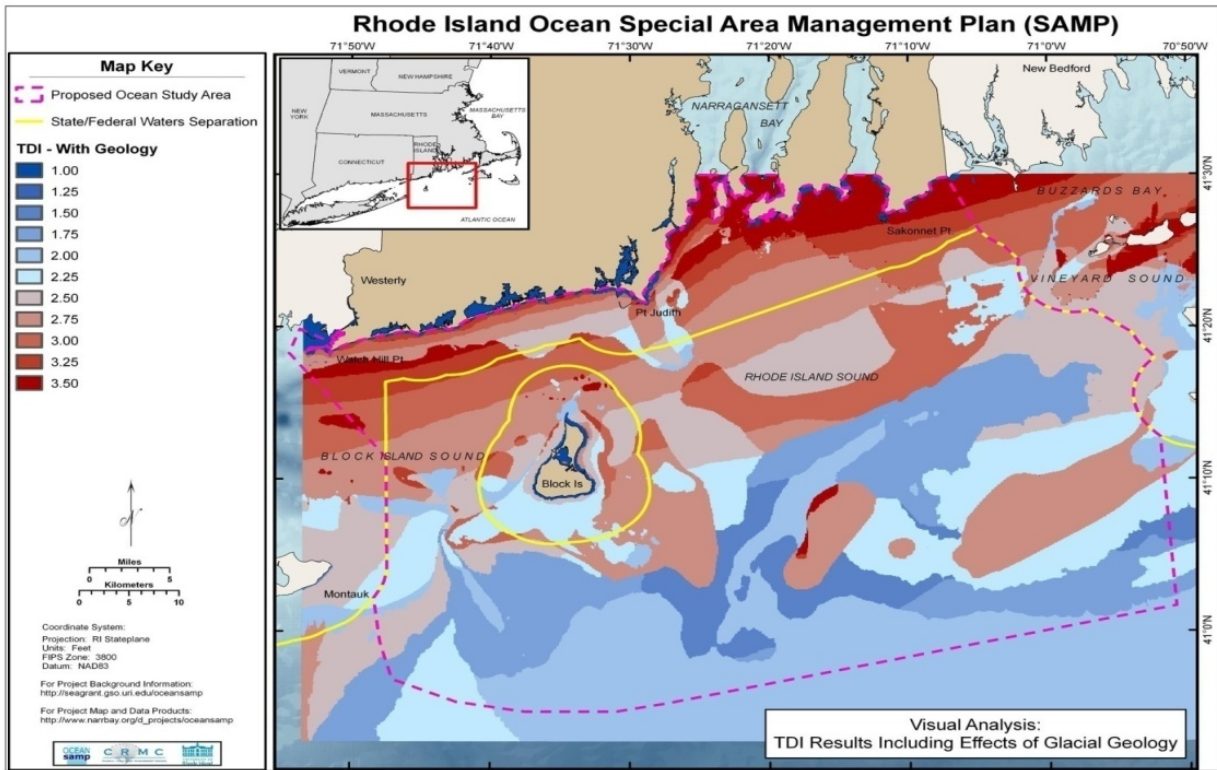 Rhode Island Ocean Special Area Management Plan (SAMP)
71°50'W
71°40'W
71°30'W
71°20'W
71°10'W
71°0'W
70°50'W
Map Key
Proposed Ocean Study Area
State/Federal Waters Separation
TDI - With Geology
1.00
1.25
1.50
1.75
2.00
2.25
2.50
2.75
3.00
3.25
3.50
N
Miles
0 5
Kilometers
0 5 10
Coordinate System:
Projection: RI Stateplane
Units: Feet
FIPS Zone: 3800
Datum: NAD83
For Project Background Information:
http://seagrant.gso.uri.edu/oceansamp
For Project Map and Data Products:
http://www.narrbay.org/d_projects/oceansamp
OCEAN
samp
CRMC
VERMONT
NEW HAMPSHIRE
NEW
YORK
MASSACHUSETTS
MASSACHUSETTS
BAY
CONNECTICUT
RHODE
ISLAND
ATLANTIC OCEAN
NARRAGANSETT
BAY
New Bedford
BUZZARDS BAY
Sakonnet Pt
VINEYARD SOUND
Westerly
Pt Judith
Watch Hill Pt
RHODE ISLAND SOUND
BLOCK ISLAND SOUND
Block Is
Montauk
41°30'N
41°20'N
41°10'N
41°0'N
Visual Analysis:
TDI Results Including Effects of Glacial Geology